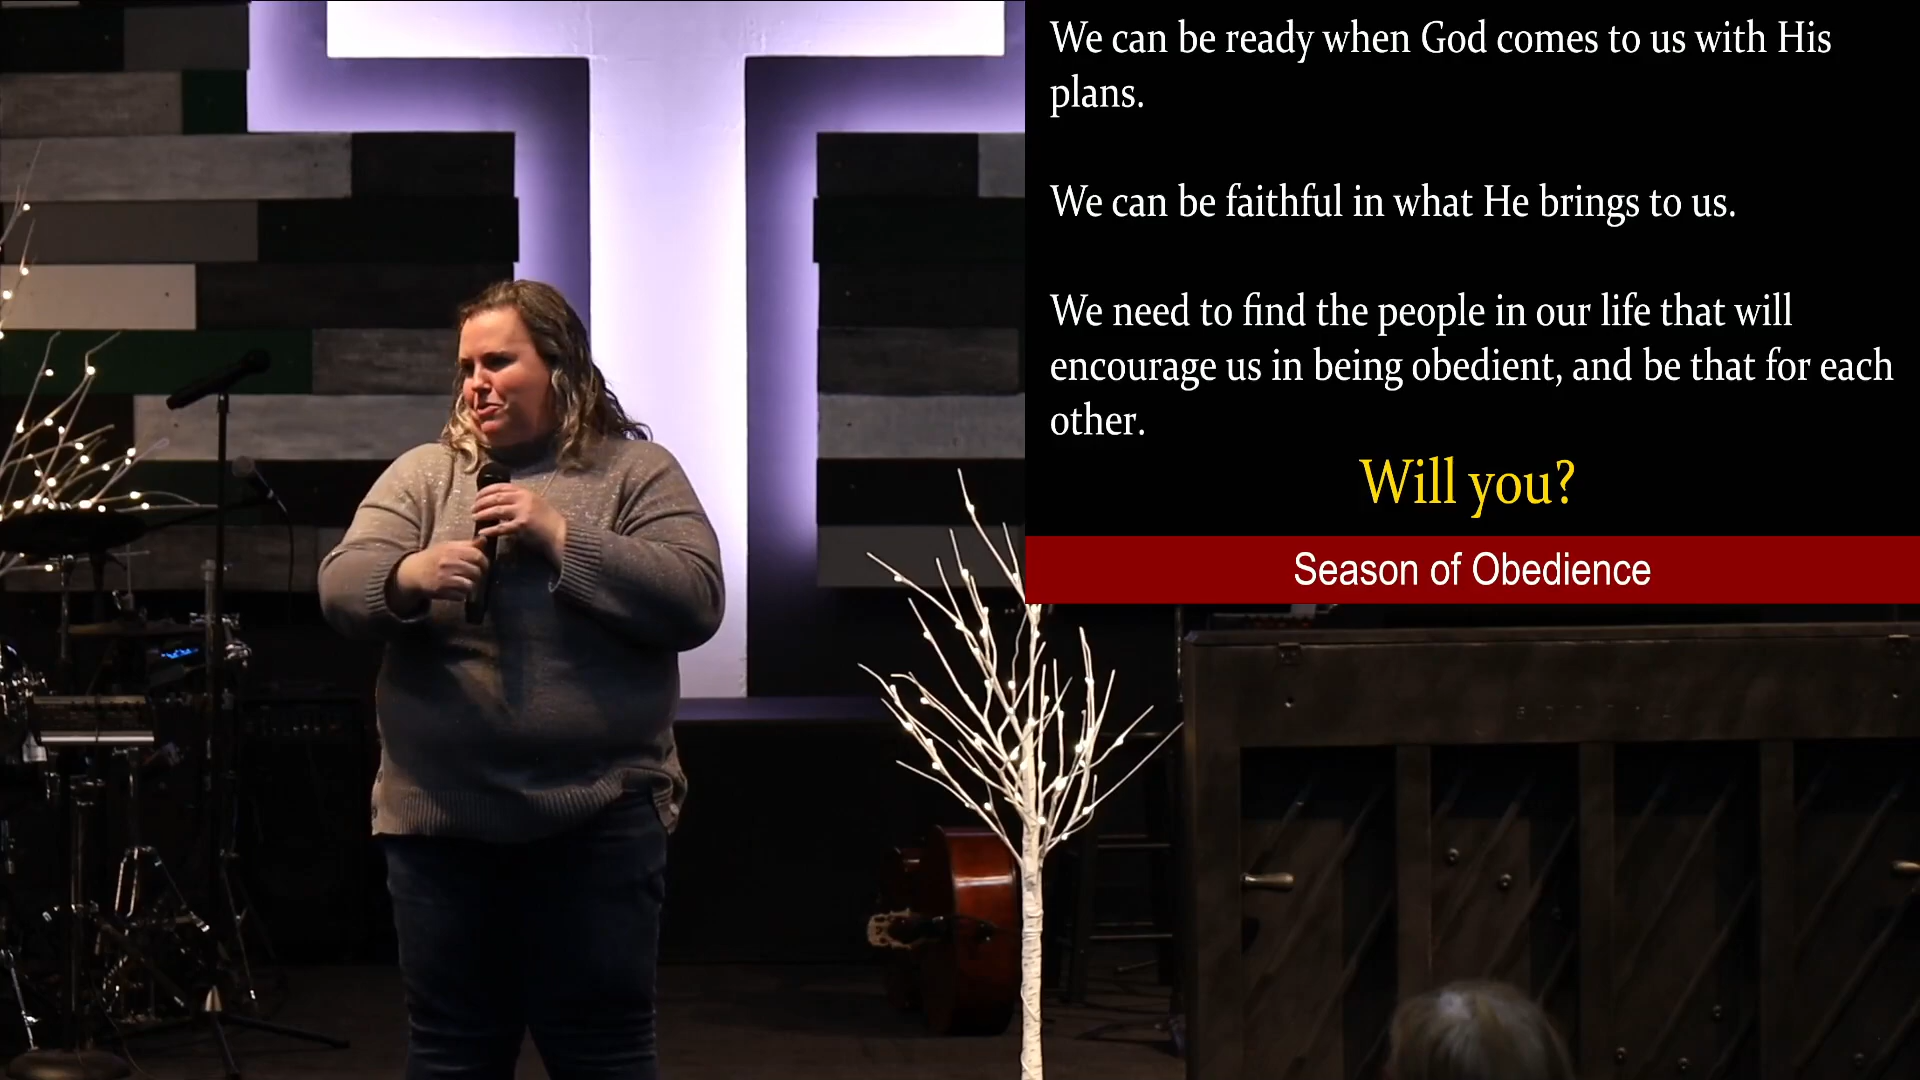 We can be ready when God comes to us with His
plans.
We can be faithful in what He brings to us.
We need to find the people in our life that will
encourage us in being obedient, and be that for each
other.
Will you?
Season of Obedience